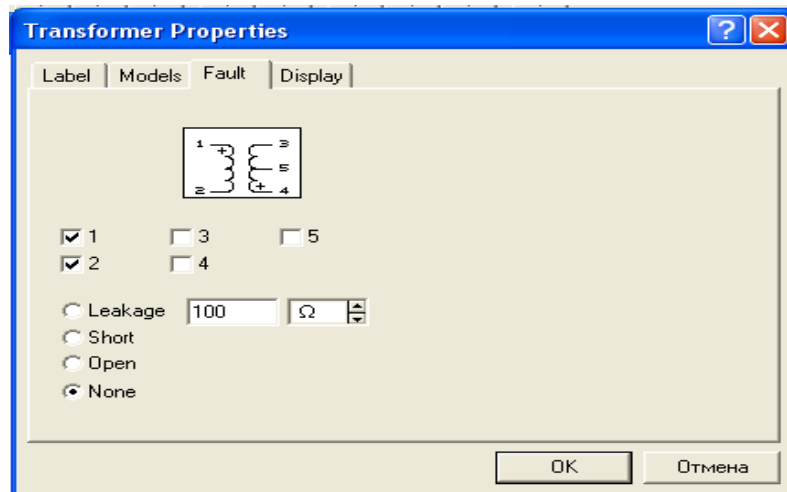 Transformer Properties
Label Models Fault Display
1 3
5
2 4
1 3 5
2 4
Leakage 100 Ω
Short
Open
None
OK Отмена